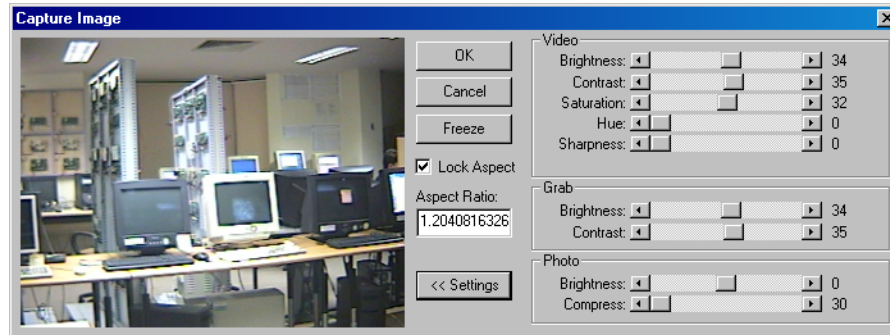 Capture Image
OK
Cancel
Freeze
Lock Aspect
Aspect Ratio:
1.2040816326
<< Settings
Video
Brightness: 34
Contrast: 35
Saturation: 32
Hue: 0
Sharpness: 0
Grab
Brightness: 34
Contrast: 35
Photo
Brightness: 0
Compress: 30